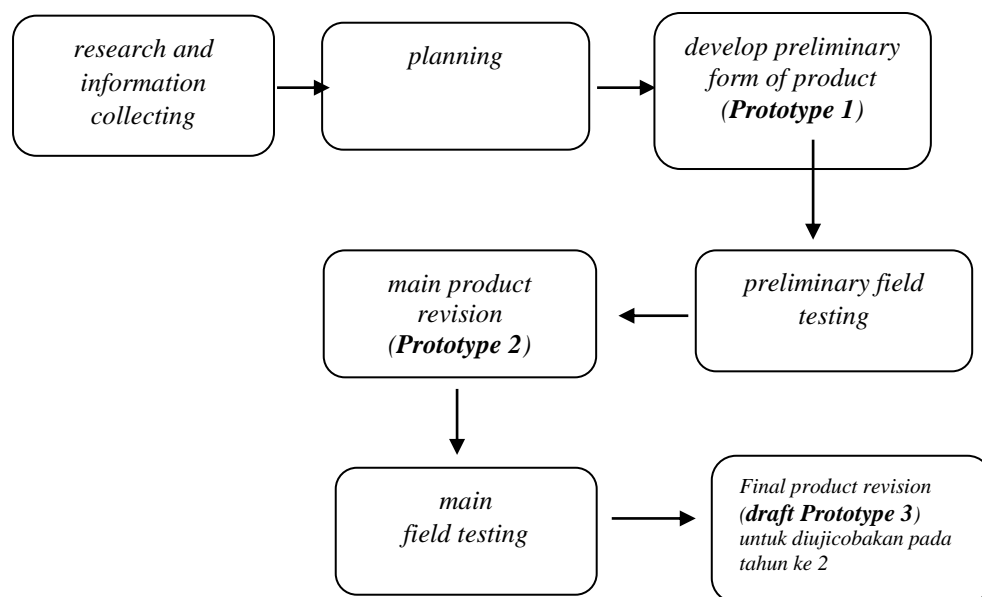 research and
information
collecting
planning
develop preliminary
form of product
(Prototype 1)
preliminary field
testing
main product
revision
(Prototype 2)
main
field testing
Final product revision
(draft Prototype 3)
untuk diujicobakan pada
tahun ke 2